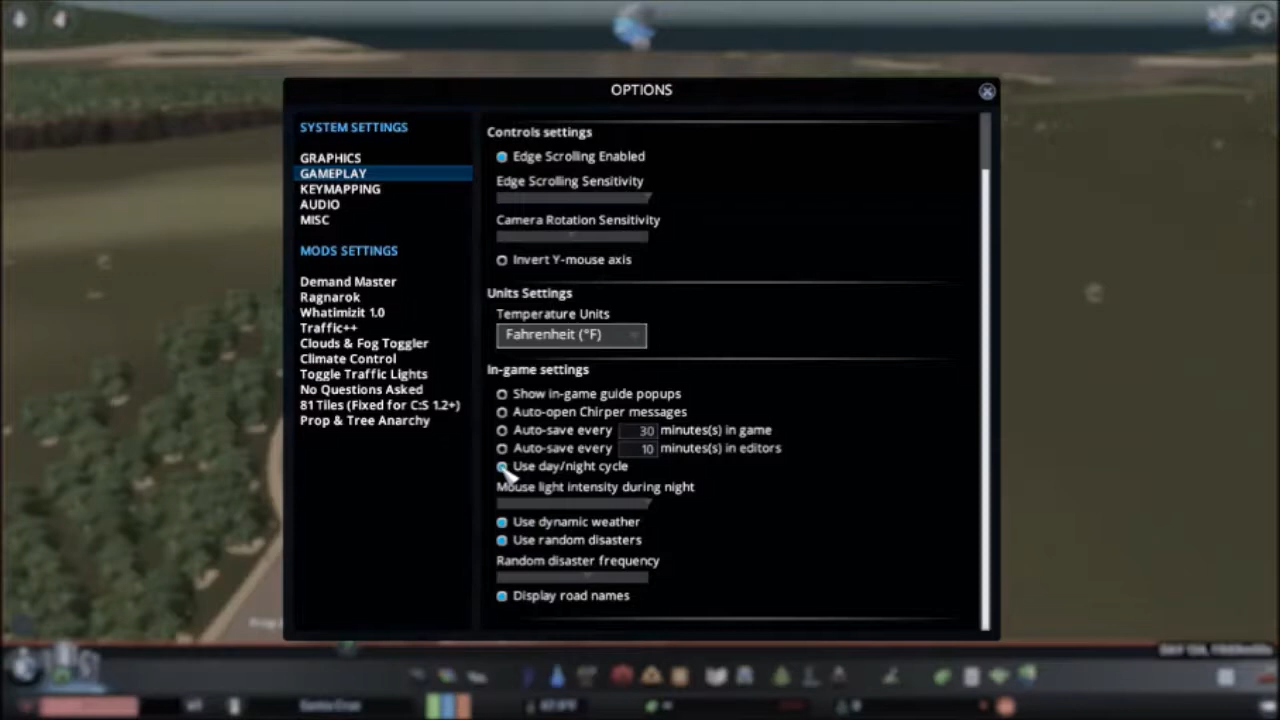 OPTIONS
SYSTEM SETTINGS
GRAPHICS
GAMEPLAY
KEYMAPPING
AUDIO
MISC
MODS SETTINGS
Demand Master
Ragnarok
Whatimizit 1.0
Traffic++
Clouds & Fog Toggler
Climate Control
Toggle Traffic Lights
No Questions Asked
81 Tiles (Fixed for C:S 1.2+)
Prop & Tree Anarchy
Controls settings
Edge Scrolling Enabled
Edge Scrolling Sensitivity
Camera Rotation Sensitivity
Invert Y-mouse axis
Units Settings
Temperature Units
Fahrenheit (°F)
In-game settings
Show in-game guide popups
Auto-open Chirper messages
Auto-save every 30 minutes(s) in game
Auto-save every 10 minutes(s) in editors
Use day/night cycle
Mouse light intensity during night
Use dynamic weather
Use random disasters
Random disaster frequency
Display road names